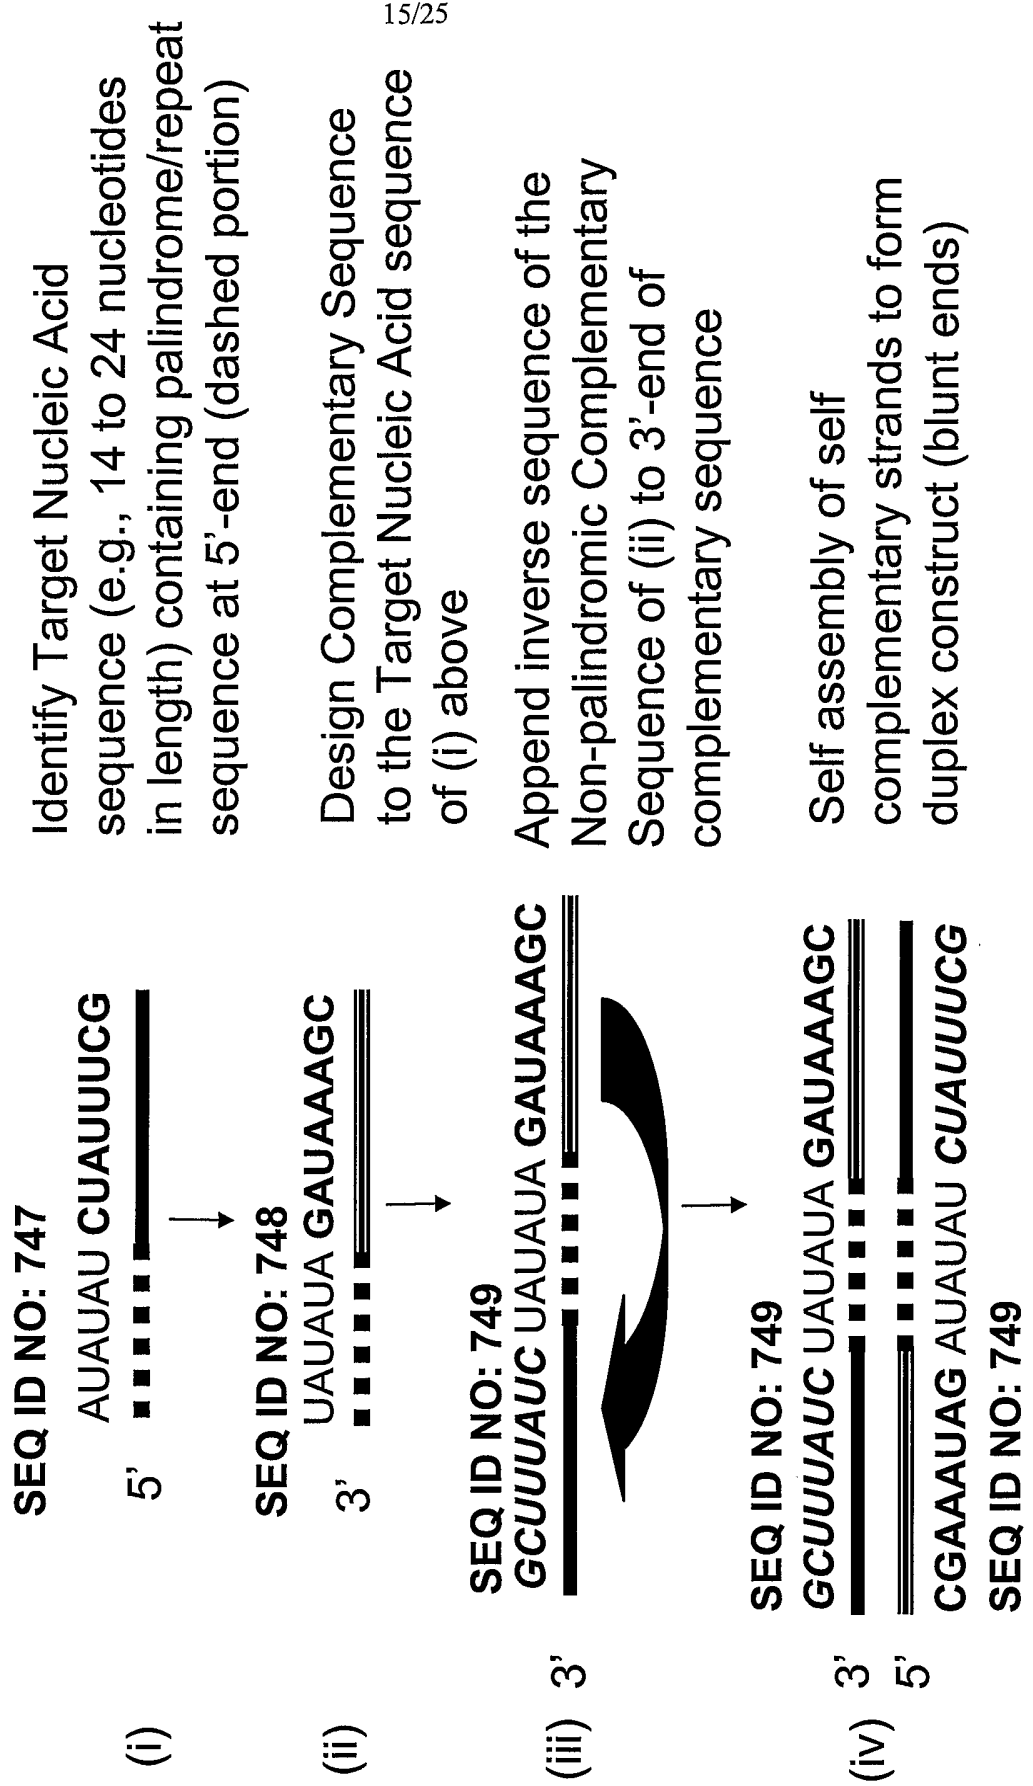 15/25
SEQ ID NO: 747
AUAUAU CUAUUUCG
(i)
5’
Identify Target Nucleic Acid
sequence (e.g., 14 to 24 nucleotides
in length) containing palindrome/repeat
sequence at 5’-end (dashed portion)
SEQ ID NO: 748
UAUAUA GAUAAAGC
(ii)
3’
Design Complementary Sequence
to the Target Nucleic Acid sequence
of (i) above
SEQ ID NO: 749
GCUUUAUC UAUAUA GAUAAAGC
(iii)
3’
Append inverse sequence of the
Non-palindromic Complementary
Sequence of (ii) to 3’-end of
complementary sequence
SEQ ID NO: 749
GCUUUAUC UAUAUA GAUAAAGC
(iv)
3’
5’
CGAAAUAG AUAUAU CUAUUUCG
SEQ ID NO: 749
Self assembly of self
complementary strands to form
duplex construct (blunt ends)